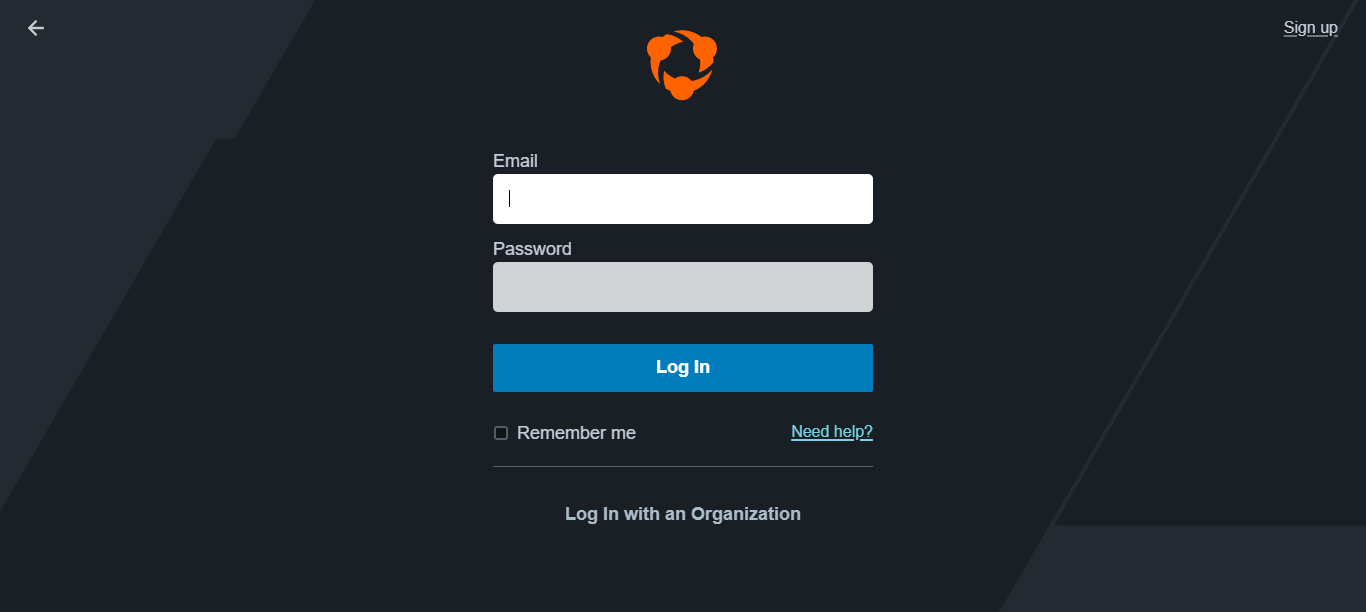 Sign up
Email
Password
Log In
Remember me
Need help?
Log In with an Organization